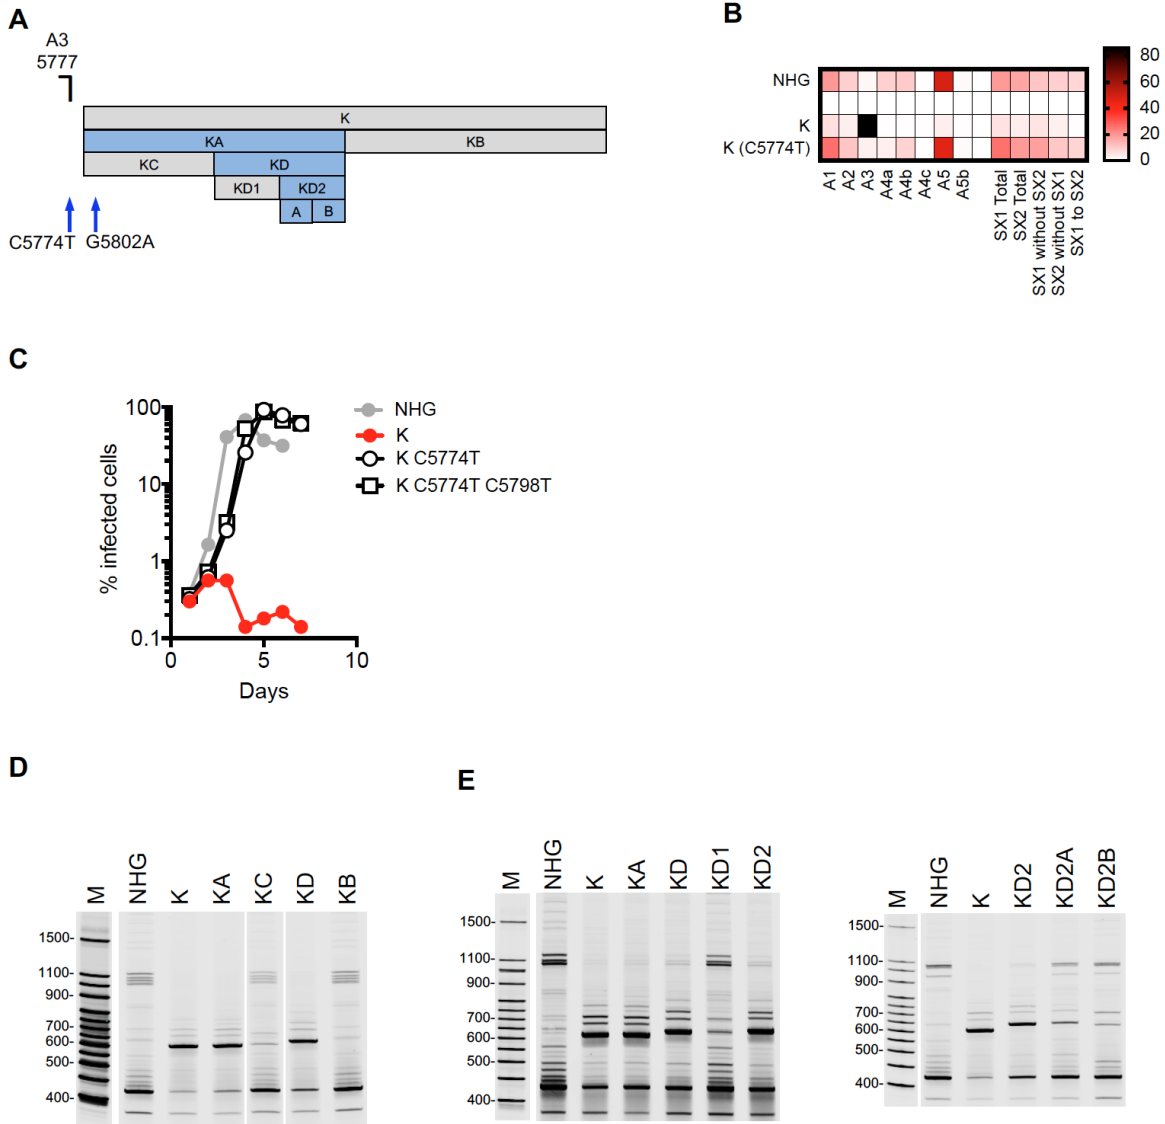 A
A3
5777
K
KA KB
KC KD
KD1 KD2
A B
C5774T G5802A
B
NHG
K
K (C5774T)
80
60
40
20
0
A1
A2
A3
A4a
A4b
A4c
A5
A5b
SX1 Total
SX2 Total
SX1 without SX2
SX2 without SX1
SX1 to SX2
C
% infected cells
100
10
1
0.1
0 5 10
Days
NHG
K
K C5774T
K C5774T C5798T
D
M NHG K KA KC KD KB
1500-
1100-
900-
700-
600-
500-
400-
E
M NHG K KA KD KD1 KD2
1500-
1100-
900-
700-
600-
500-
400-
M NHG K KD2 KD2A KD2B
1500-
1100-
900-
700-
600-
500-
400-